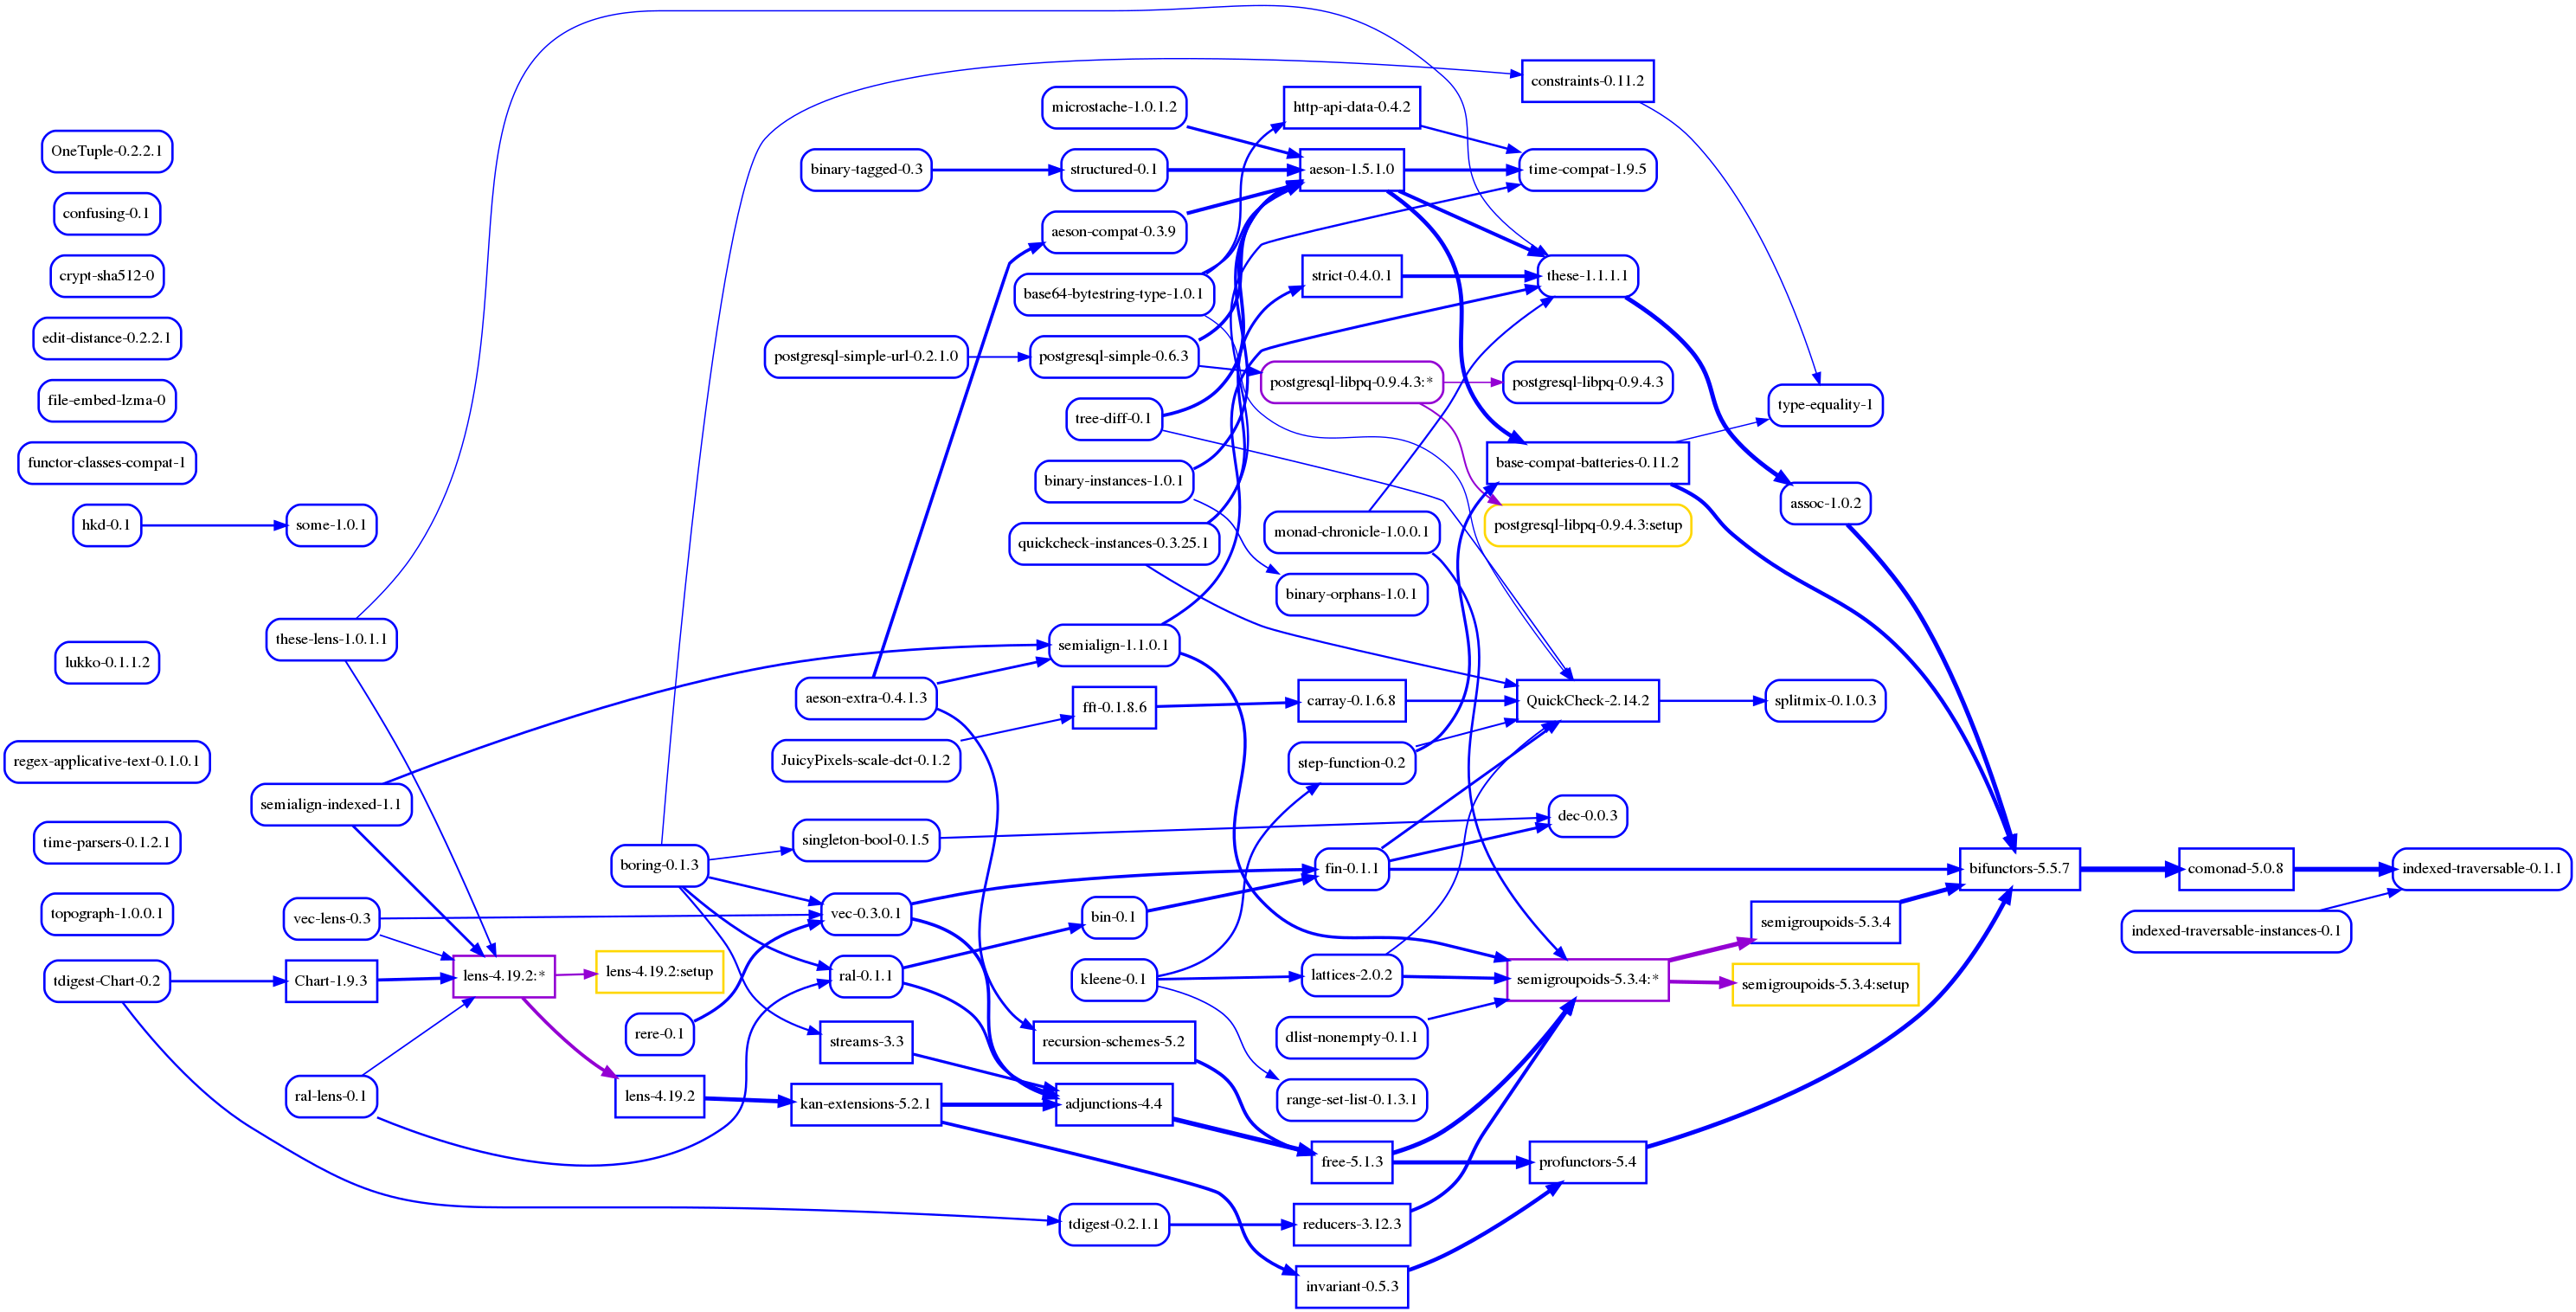 OneTuple-0.2.2.1
confusing-0.1
crypt-sha512-0
edit-distance-0.2.2.1
file-embed-lzma-0
functor-classes-compat-1
hkd-0.1
lukko-0.1.1.2
regex-applicative-text-0.1.0.1
time-parsers-0.1.2.1
topograph-1.0.0.1
tdigest-Chart-0.2
some-1.0.1
these-lens-1.0.1.1
semialign-indexed-1.1
vec-lens-0.3
Chart-1.9.3
ral-lens-0.1
lens-4.19.2:*
lens-4.19.2:setup
boring-0.1.3
rere-0.1
lens-4.19.2
binary-tagged-0.3
postgresql-simple-url-0.2.1.0
aeson-extra-0.4.1.3
JuicyPixels-scale-dct-0.1.2
singleton-bool-0.1.5
vec-0.3.0.1
ral-0.1.1
streams-3.3
kan-extensions-5.2.1
microstache-1.0.1.2
structured-0.1
aeson-compat-0.3.9
base64-bytestring-type-1.0.1
postgresql-simple-0.6.3
tree-diff-0.1
binary-instances-1.0.1
quickcheck-instances-0.3.25.1
semialign-1.1.0.1
fft-0.1.8.6
bin-0.1
kleene-0.1
recursion-schemes-5.2
adjunctions-4.4
tdigest-0.2.1.1
http-api-data-0.4.2
aeson-1.5.1.0
strict-0.4.0.1
postgresql-libpq-0.9.4.3:*
monad-chronicle-1.0.0.1
binary-orphans-1.0.1
carray-0.1.6.8
step-function-0.2
fin-0.1.1
lattices-2.0.2
dlist-nonempty-0.1.1
range-set-list-0.1.3.1
free-5.1.3
reducers-3.12.3
invariant-0.5.3
constraints-0.11.2
time-compat-1.9.5
these-1.1.1.1
postgresql-libpq-0.9.4.3
base-compat-batteries-0.11.2
postgresql-libpq-0.9.4.3:setup
QuickCheck-2.14.2
dec-0.0.3
semigroupoids-5.3.4:*
profunctors-5.4
type-equality-1
assoc-1.0.2
splitmix-0.1.0.3
semigroupoids-5.3.4
semigroupoids-5.3.4:setup
bifunctors-5.5.7
comonad-5.0.8
indexed-traversable-instances-0.1
indexed-traversable-0.1.1